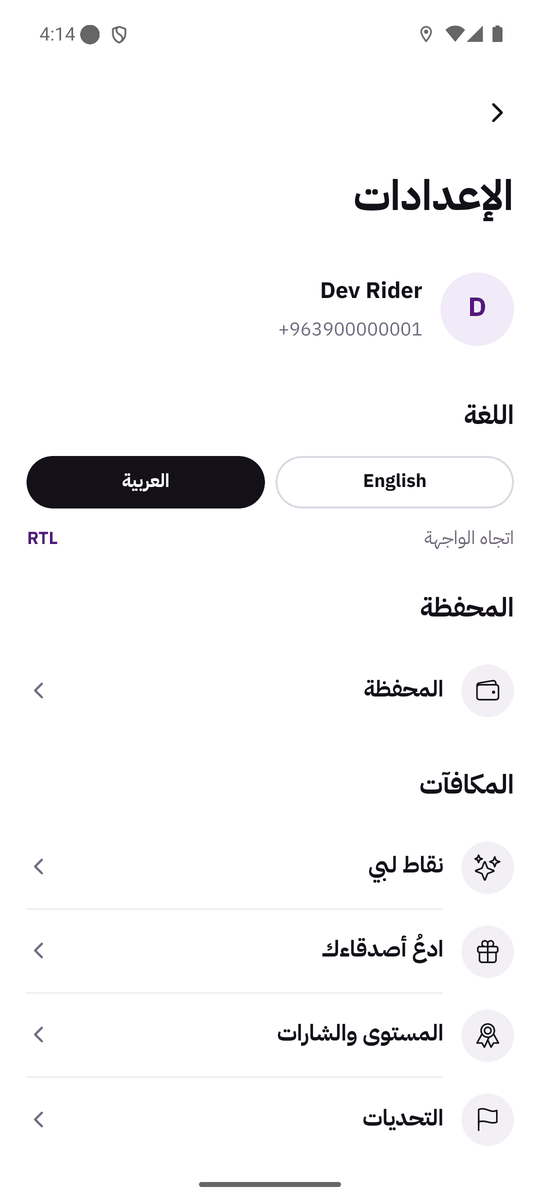 4:14
الإعدادات
D
Dev Rider
+963900000001
اللغة
English
العربية
اتجاه الواجهة
RTL
المحفظة
المحفظة
المكافآت
نقاط لبي
ادعُ أصدقاءك
المستوى والشارات
التحديات